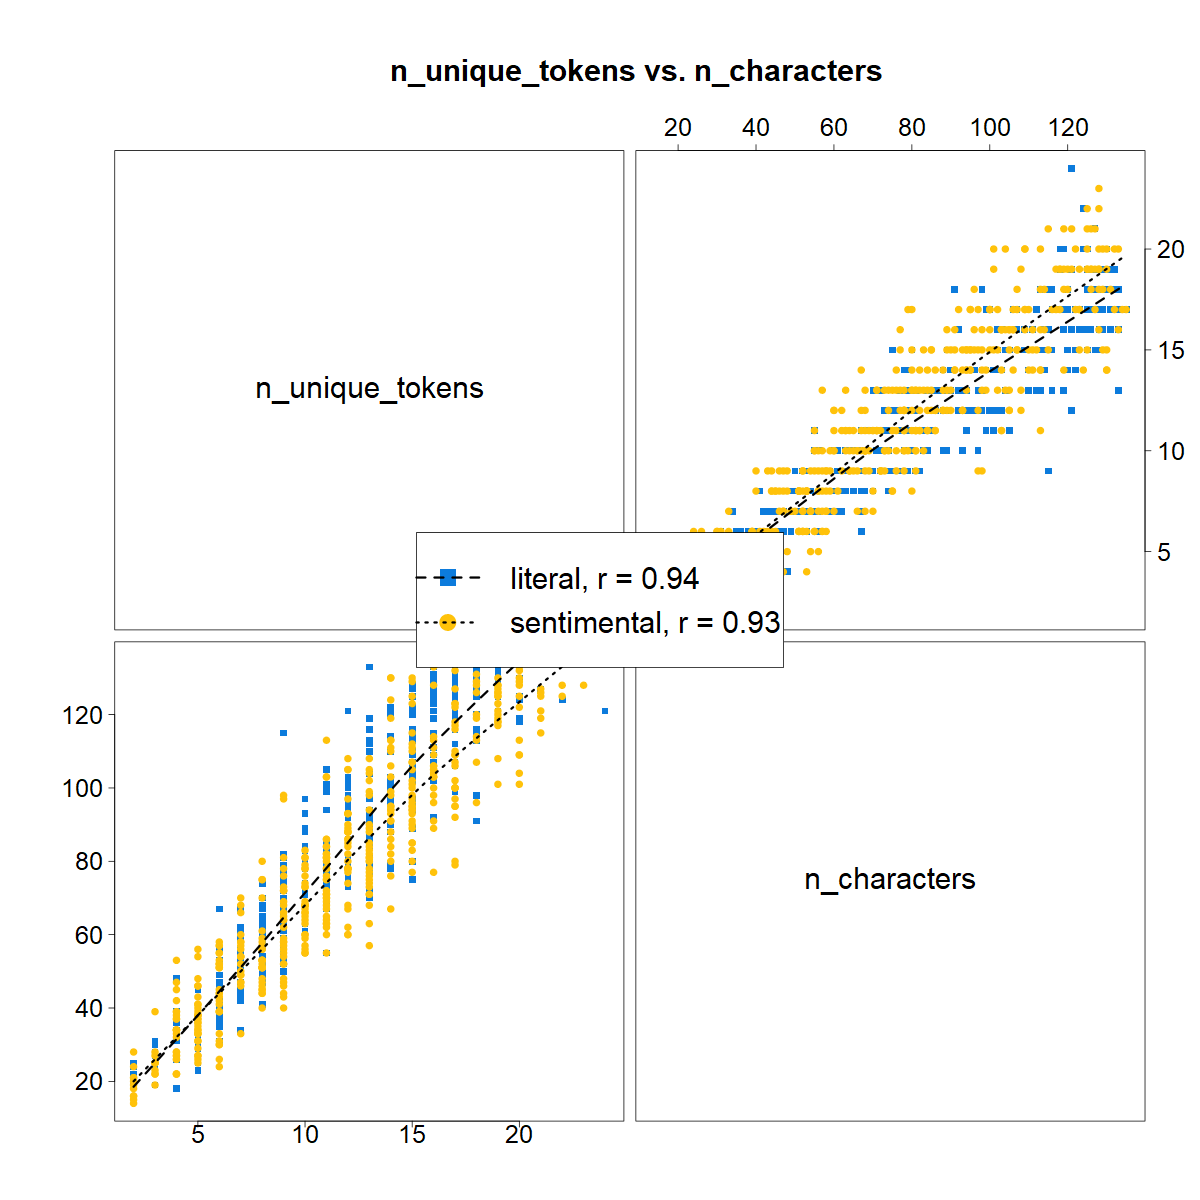 n_unique_tokens vs. n_characters
20 40 60 80 100 120
n_unique_tokens
20
15
10
5
literal, r = 0.94
sentimental, r = 0.93
120
100
80
60
40
20
n_characters
5 10 15 20